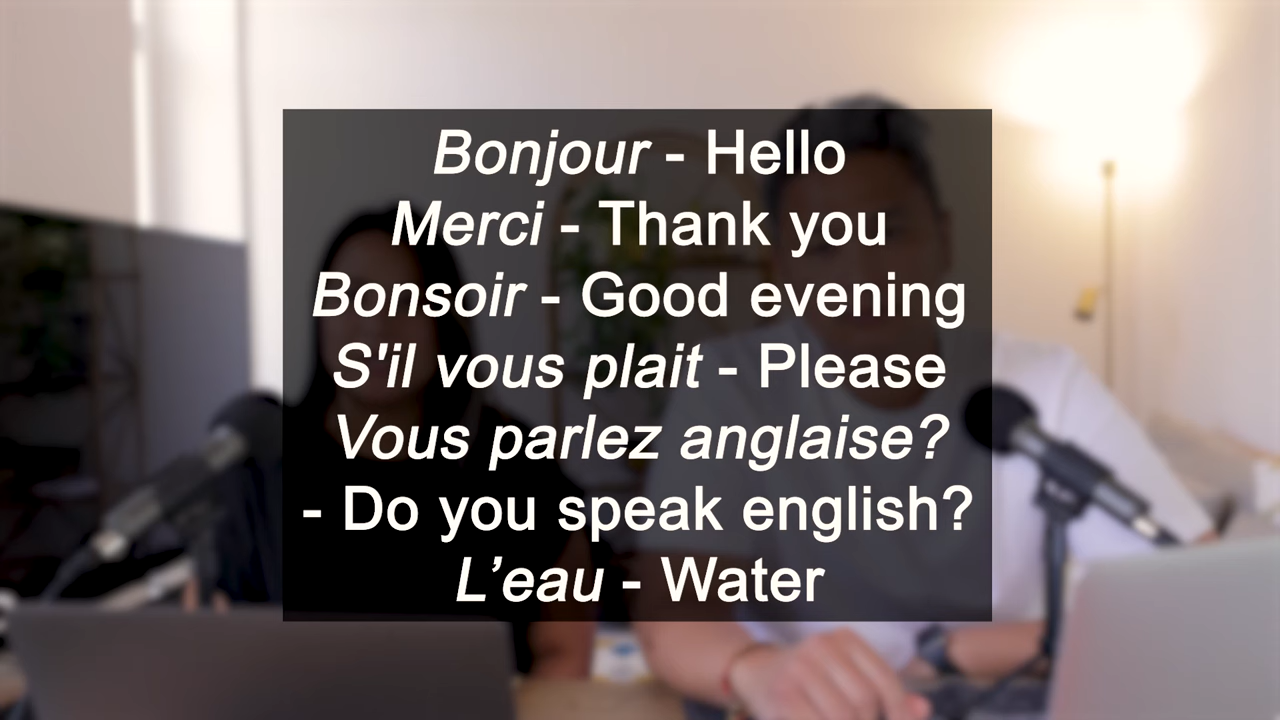 Bonjour - Hello
Merci - Thank you
Bonsoir - Good evening
S'il vous plait - Please
Vous parlez anglaise?
- Do you speak english?
L’eau - Water